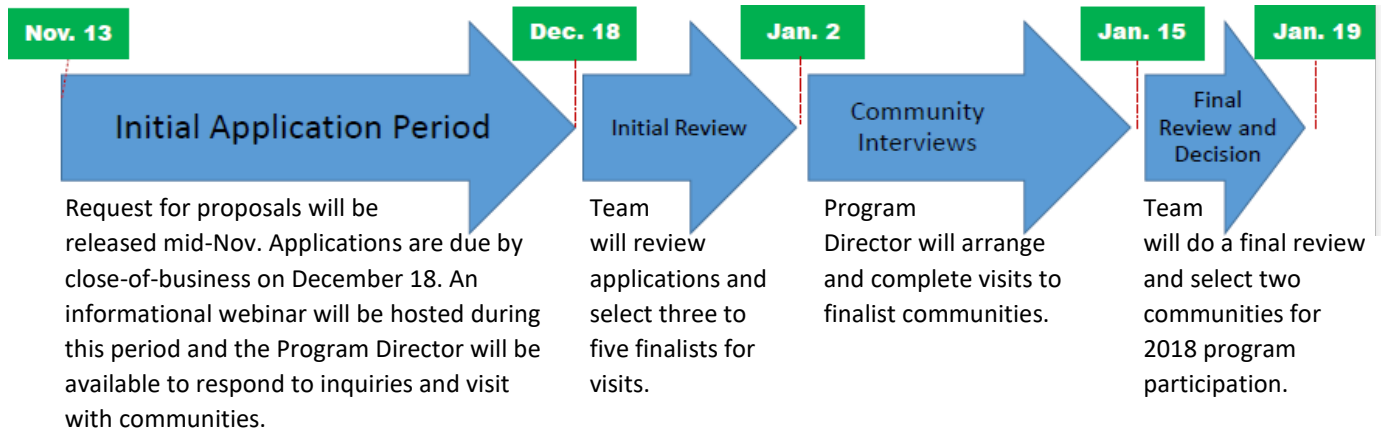 Nov. 13
Dec. 18
Jan. 2
Jan. 15
Jan. 19
Initial Application Period
Initial Review
Community
Interviews
Final
Review and
Decision
Request for proposals will be
released mid-Nov. Applications are due by
close-of-business on December 18. An
informational webinar will be hosted during
this period and the Program Director will be
available to respond to inquiries and visit
with communities.
Team
will review
applications and
select three to
five finalists for
visits.
Program
Director will arrange
and complete visits to
finalist communities.
Team
will do a final review
and select two
communities for
2018 program
participation.